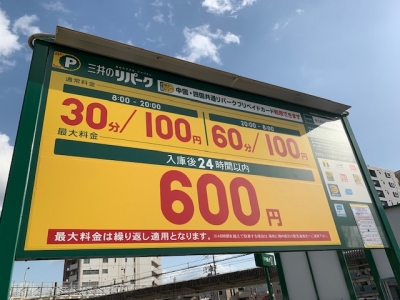 P 三井のリパーク
中国・四国共通リパークプリペイドカード利用できます
通常料金
8:00-20:00
30分/100円
20:00-8:00
60分/100円
最大料金
入庫後24時間以内
600円
最大料金は繰り返し適用となります。